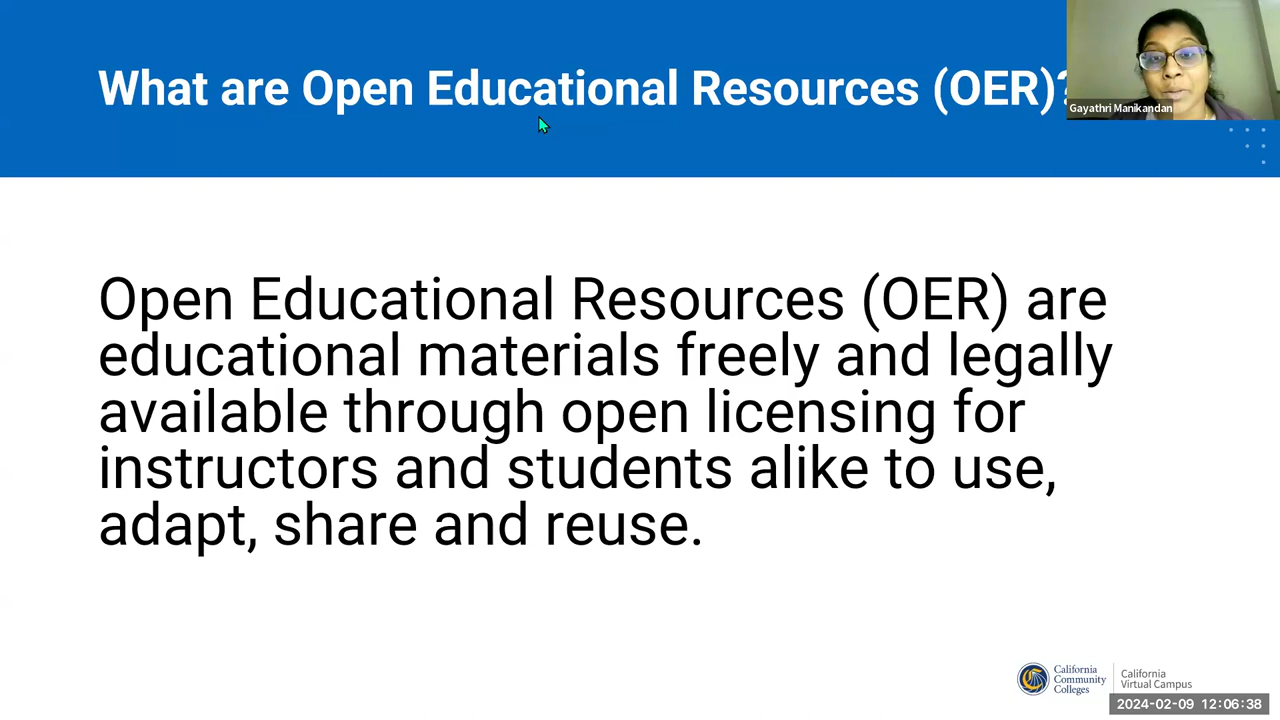 What are Open Educational Resources (OER)?
Gayathri Manikandan
Open Educational Resources (OER) are
educational materials freely and legally
available through open licensing for
instructors and students alike to use,
adapt, share and reuse.
California
Community
Colleges
California
Virtual Campus
2024-02-09 12:06:38